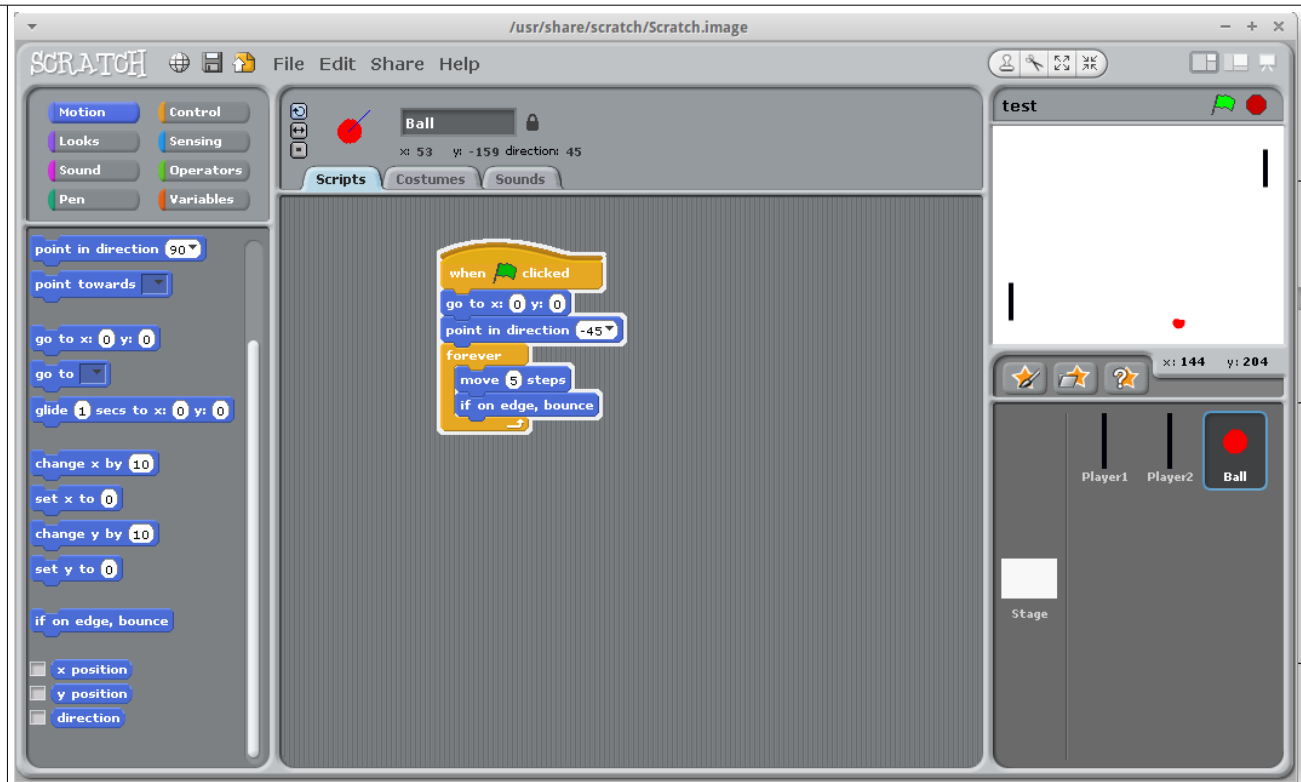 /usr/share/scratch/Scratch.image
SCRATCH File Edit Share Help
Motion Control
Looks Sensing
Sound Operators
Pen Variables
point in direction 90
point towards
go to x: 0 y: 0
go to
glide 1 secs to x: 0 y: 0
change x by 10
set x to 0
change y by 10
set y to 0
if on edge, bounce
x position
y position
direction
Ball
x: 53 y: -159 direction: 45
Scripts Costumes Sounds
when clicked
go to x: 0 y: 0
point in direction -45
forever
move 5 steps
if on edge, bounce
test
x: 144 y: 204
Player1 Player2 Ball
Stage